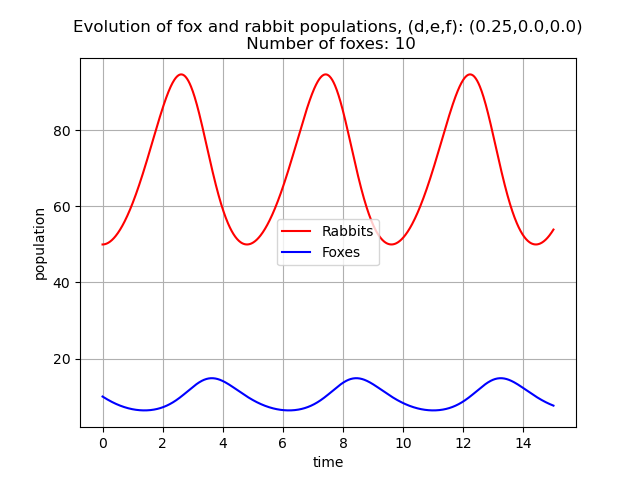 Evolution of fox and rabbit populations, (d,e,f): (0.25,0.0,0.0)
Number of foxes: 10
80
60
40
20
population
Rabbits
Foxes
0 2 4 6 8 10 12 14
time